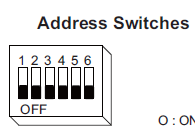 Address Switches
1 2 3 4 5 6
OFF
O : ON